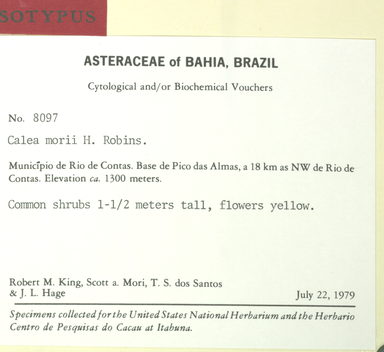 SOTYPUS
ASTERACEAE of BAHIA, BRAZIL
Cytological and/or Biochemical Vouchers
No. 8097
Calea morii H. Robins.
Município de Rio de Contas. Base de Pico das Almas, a 18 km as NW de Rio de
Contas. Elevation ca. 1300 meters.
Common shrubs 1-1/2 meters tall, flowers yellow.
Robert M. King, Scott a. Mori, T. S. dos Santos
& J. L. Hage
July 22, 1979
Specimens collected for the United States National Herbarium and the Herbario
Centro de Pesquisas do Cacau at Itabuna.